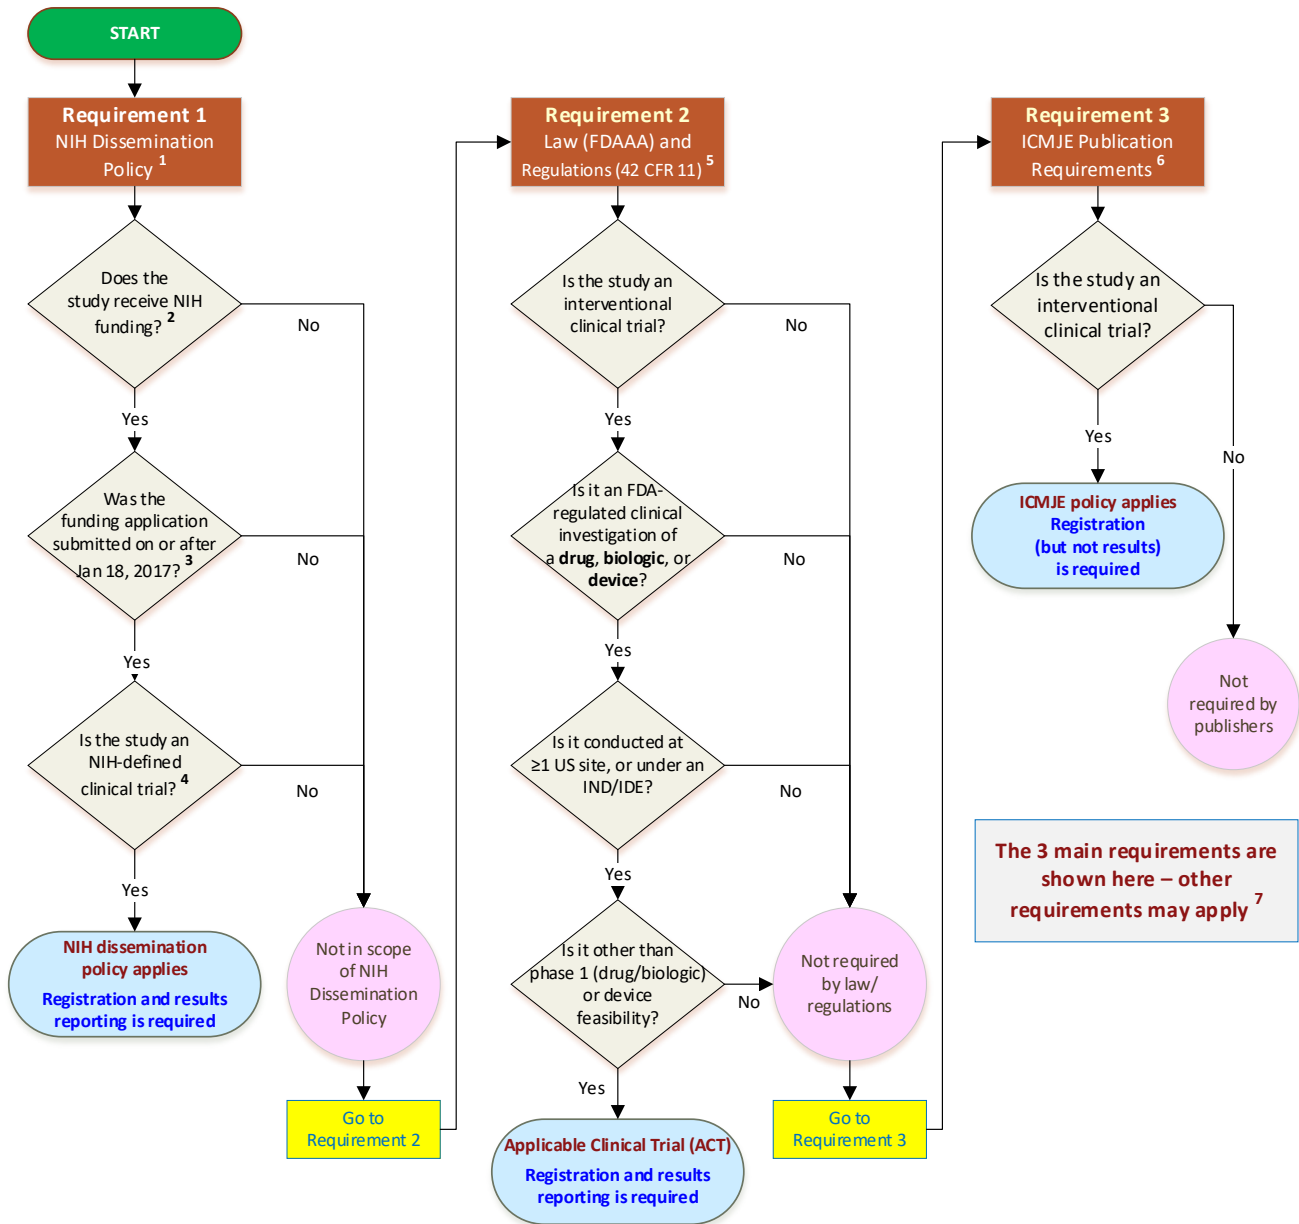 START
Requirement 1
NIH Dissemination
Policy 1
Does the
study receive NIH
funding? 2
No
Yes
Was the
funding application
submitted on or after
Jan 18, 2017? 3
No
Yes
Is the study an
NIH-defined
clinical trial? 4
No
Yes
NIH dissemination
policy applies
Registration and results
reporting is required
Not in scope
of NIH
Dissemination
Policy
Go to
Requirement 2
Requirement 2
Law (FDAAA) and
Regulations (42 CFR 11) 5
Is the study an
interventional
clinical trial?
No
Yes
Is it an FDA-
regulated clinical
investigation of
a drug, biologic, or
device?
No
Yes
Is it conducted at
≥1 US site, or under an
IND/IDE?
No
Yes
Is it other than
phase 1 (drug/biologic)
or device
feasibility?
No
Yes
Applicable Clinical Trial (ACT)
Registration and results
reporting is required
Not required
by law/
regulations
Go to
Requirement 3
Requirement 3
ICMJE Publication
Requirements 6
Is the study an
interventional
clinical trial?
Yes
No
ICMJE policy applies
Registration
(but not results)
is required
Not
required by
publishers
The 3 main requirements are
shown here – other
requirements may apply 7